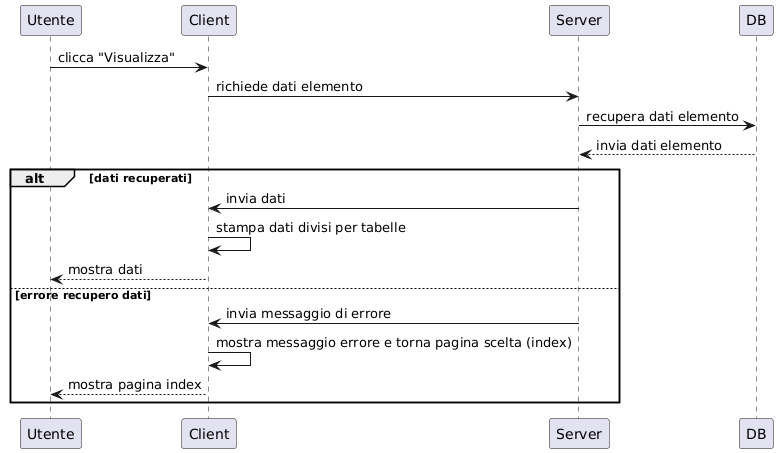 Utente
Client
Server
DB
clicca "Visualizza"
richiede dati elemento
recupera dati elemento
invia dati elemento
alt
[dati recuperati]
invia dati
stampa dati divisi per tabelle
mostra dati
[errore recupero dati]
invia messaggio di errore
mostra messaggio errore e torna pagina scelta (index)
mostra pagina index
Utente
Client
Server
DB